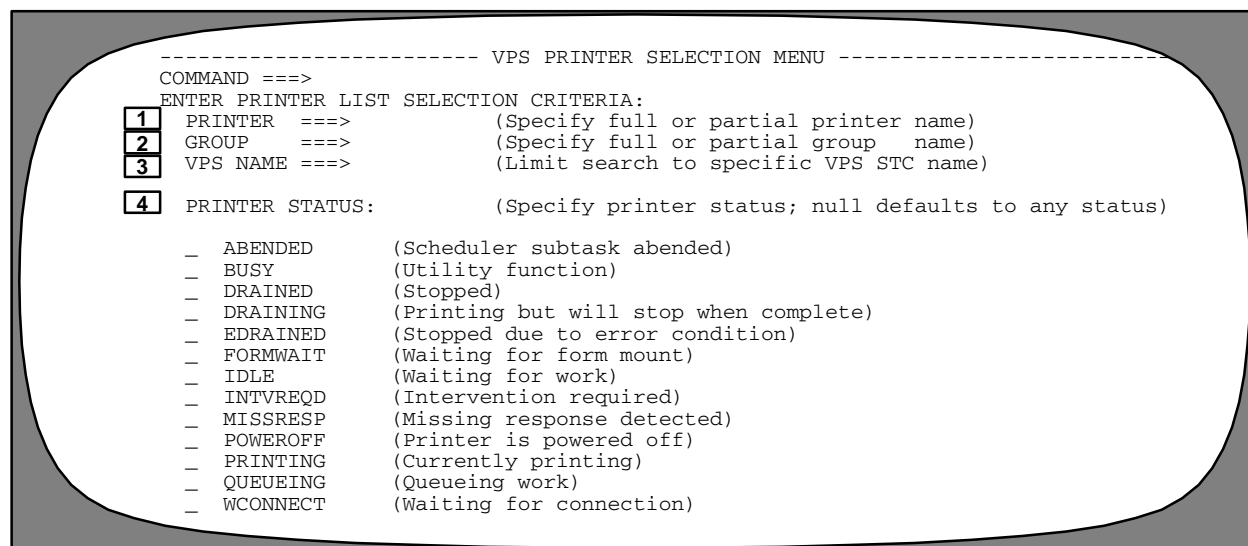 ------------------------- VPS PRINTER SELECTION MENU --------------------------
COMMAND ===>
ENTER PRINTER LIST SELECTION CRITERIA:
1 PRINTER ===> (Specify full or partial printer name)
2 GROUP ===> (Specify full or partial group name)
3 VPS NAME ===> (Limit search to specific VPS STC name)
4 PRINTER STATUS: (Specify printer status; null defaults to any status)
_ ABENDED (Scheduler subtask abended)
_ BUSY (Utility function)
_ DRAINED (Stopped)
_ DRAINING (Printing but will stop when complete)
_ EDRAINED (Stopped due to error condition)
_ FORMWAIT (Waiting for form mount)
_ IDLE (Waiting for work)
_ INTVREQD (Intervention required)
_ MISSRESP (Missing response detected)
_ POWEROFF (Printer is powered off)
_ PRINTING (Currently printing)
_ QUEUEING (Queueing work)
_ WCONNECT (Waiting for connection)